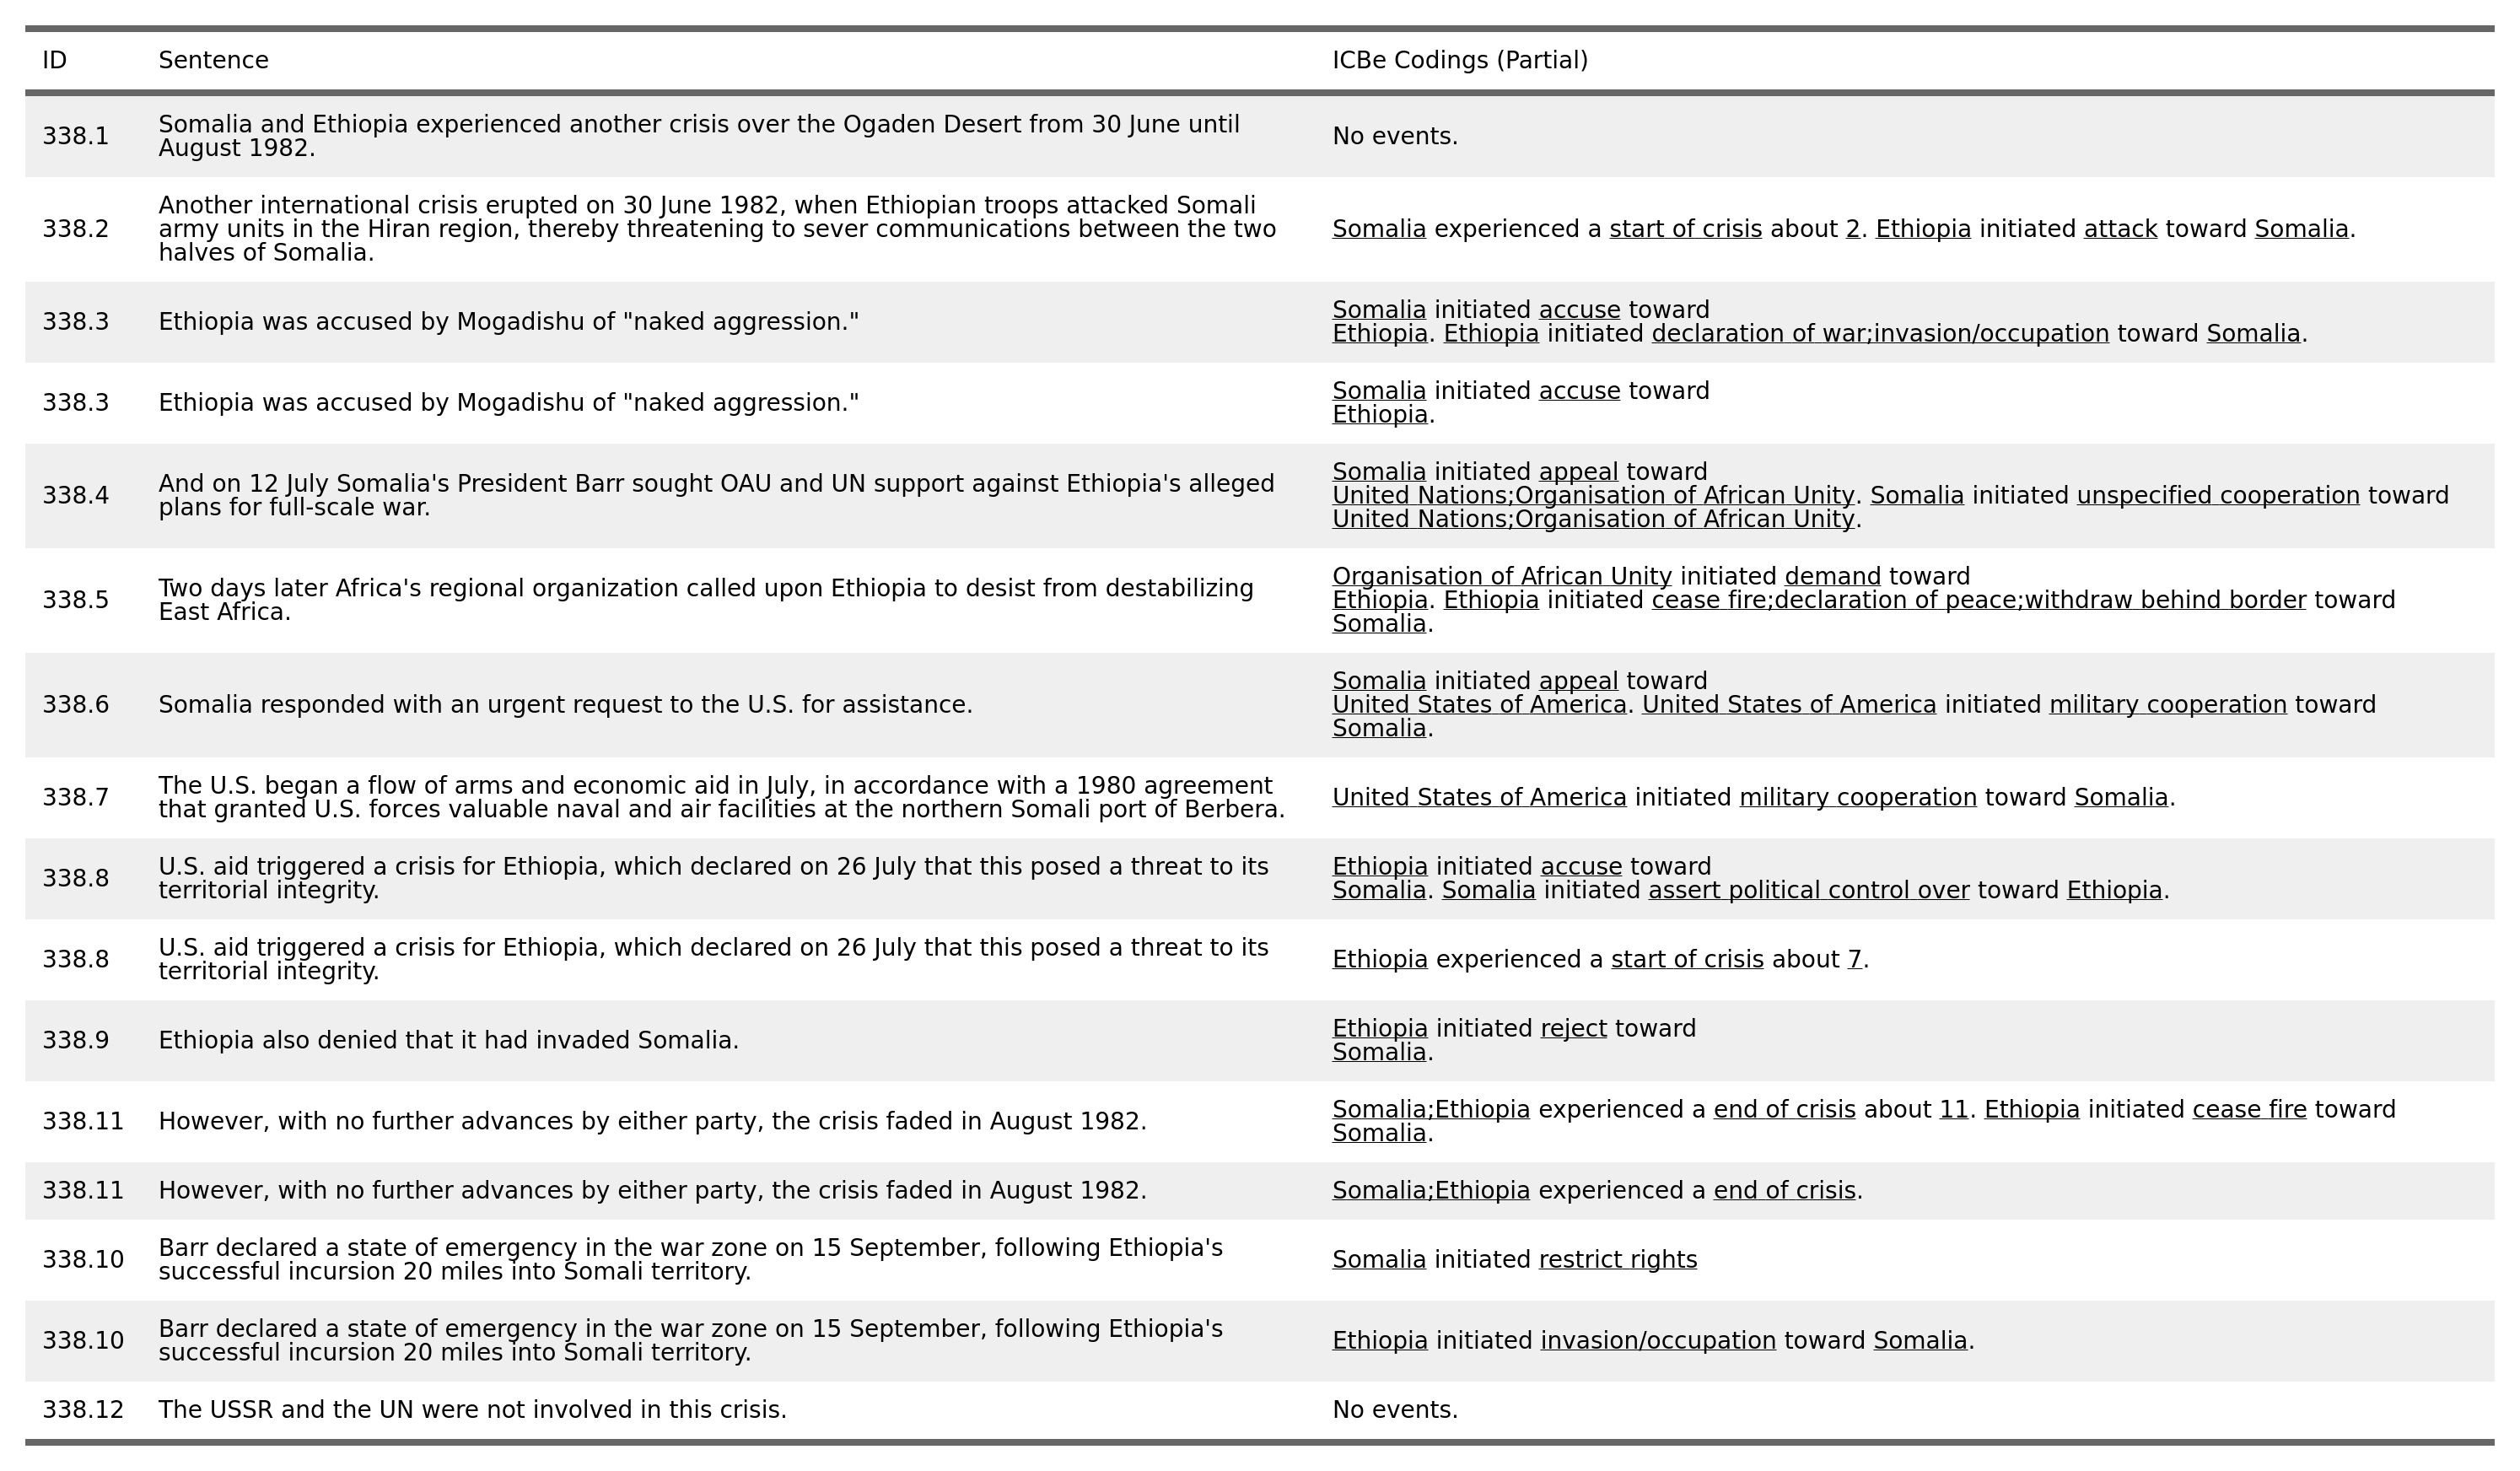 ID Sentence ICBe Codings (Partial)
338.1 Somalia and Ethiopia experienced another crisis over the Ogaden Desert from 30 June until
August 1982. No events.
338.2 Another international crisis erupted on 30 June 1982, when Ethiopian troops attacked Somali
army units in the Hiran region, thereby threatening to sever communications between the two
halves of Somalia. Somalia experienced a start of crisis about 2. Ethiopia initiated attack toward Somalia.
338.3 Ethiopia was accused by Mogadishu of "naked aggression." Somalia initiated accuse toward
Ethiopia. Ethiopia initiated declaration of war;invasion/occupation toward Somalia.
338.3 Ethiopia was accused by Mogadishu of "naked aggression." Somalia initiated accuse toward
Ethiopia.
338.4 And on 12 July Somalia's President Barr sought OAU and UN support against Ethiopia's alleged
plans for full-scale war. Somalia initiated appeal toward
United Nations;Organisation of African Unity. Somalia initiated unspecified cooperation toward
United Nations;Organisation of African Unity.
338.5 Two days later Africa's regional organization called upon Ethiopia to desist from destabilizing
East Africa. Organisation of African Unity initiated demand toward
Ethiopia. Ethiopia initiated cease fire;declaration of peace;withdraw behind border toward
Somalia.
338.6 Somalia responded with an urgent request to the U.S. for assistance. Somalia initiated appeal toward
United States of America. United States of America initiated military cooperation toward
Somalia.
338.7 The U.S. began a flow of arms and economic aid in July, in accordance with a 1980 agreement
that granted U.S. forces valuable naval and air facilities at the northern Somali port of Berbera. United States of America initiated military cooperation toward Somalia.
338.8 U.S. aid triggered a crisis for Ethiopia, which declared on 26 July that this posed a threat to its
territorial integrity. Ethiopia initiated accuse toward
Somalia. Somalia initiated assert political control over toward Ethiopia.
338.8 U.S. aid triggered a crisis for Ethiopia, which declared on 26 July that this posed a threat to its
territorial integrity. Ethiopia experienced a start of crisis about 7.
338.9 Ethiopia also denied that it had invaded Somalia. Ethiopia initiated reject toward
Somalia.
338.11 However, with no further advances by either party, the crisis faded in August 1982. Somalia;Ethiopia experienced a end of crisis about 11. Ethiopia initiated cease fire toward
Somalia.
338.11 However, with no further advances by either party, the crisis faded in August 1982. Somalia;Ethiopia experienced a end of crisis.
338.10 Barr declared a state of emergency in the war zone on 15 September, following Ethiopia's
successful incursion 20 miles into Somali territory. Somalia initiated restrict rights
338.10 Barr declared a state of emergency in the war zone on 15 September, following Ethiopia's
successful incursion 20 miles into Somali territory. Ethiopia initiated invasion/occupation toward Somalia.
338.12 The USSR and the UN were not involved in this crisis. No events.